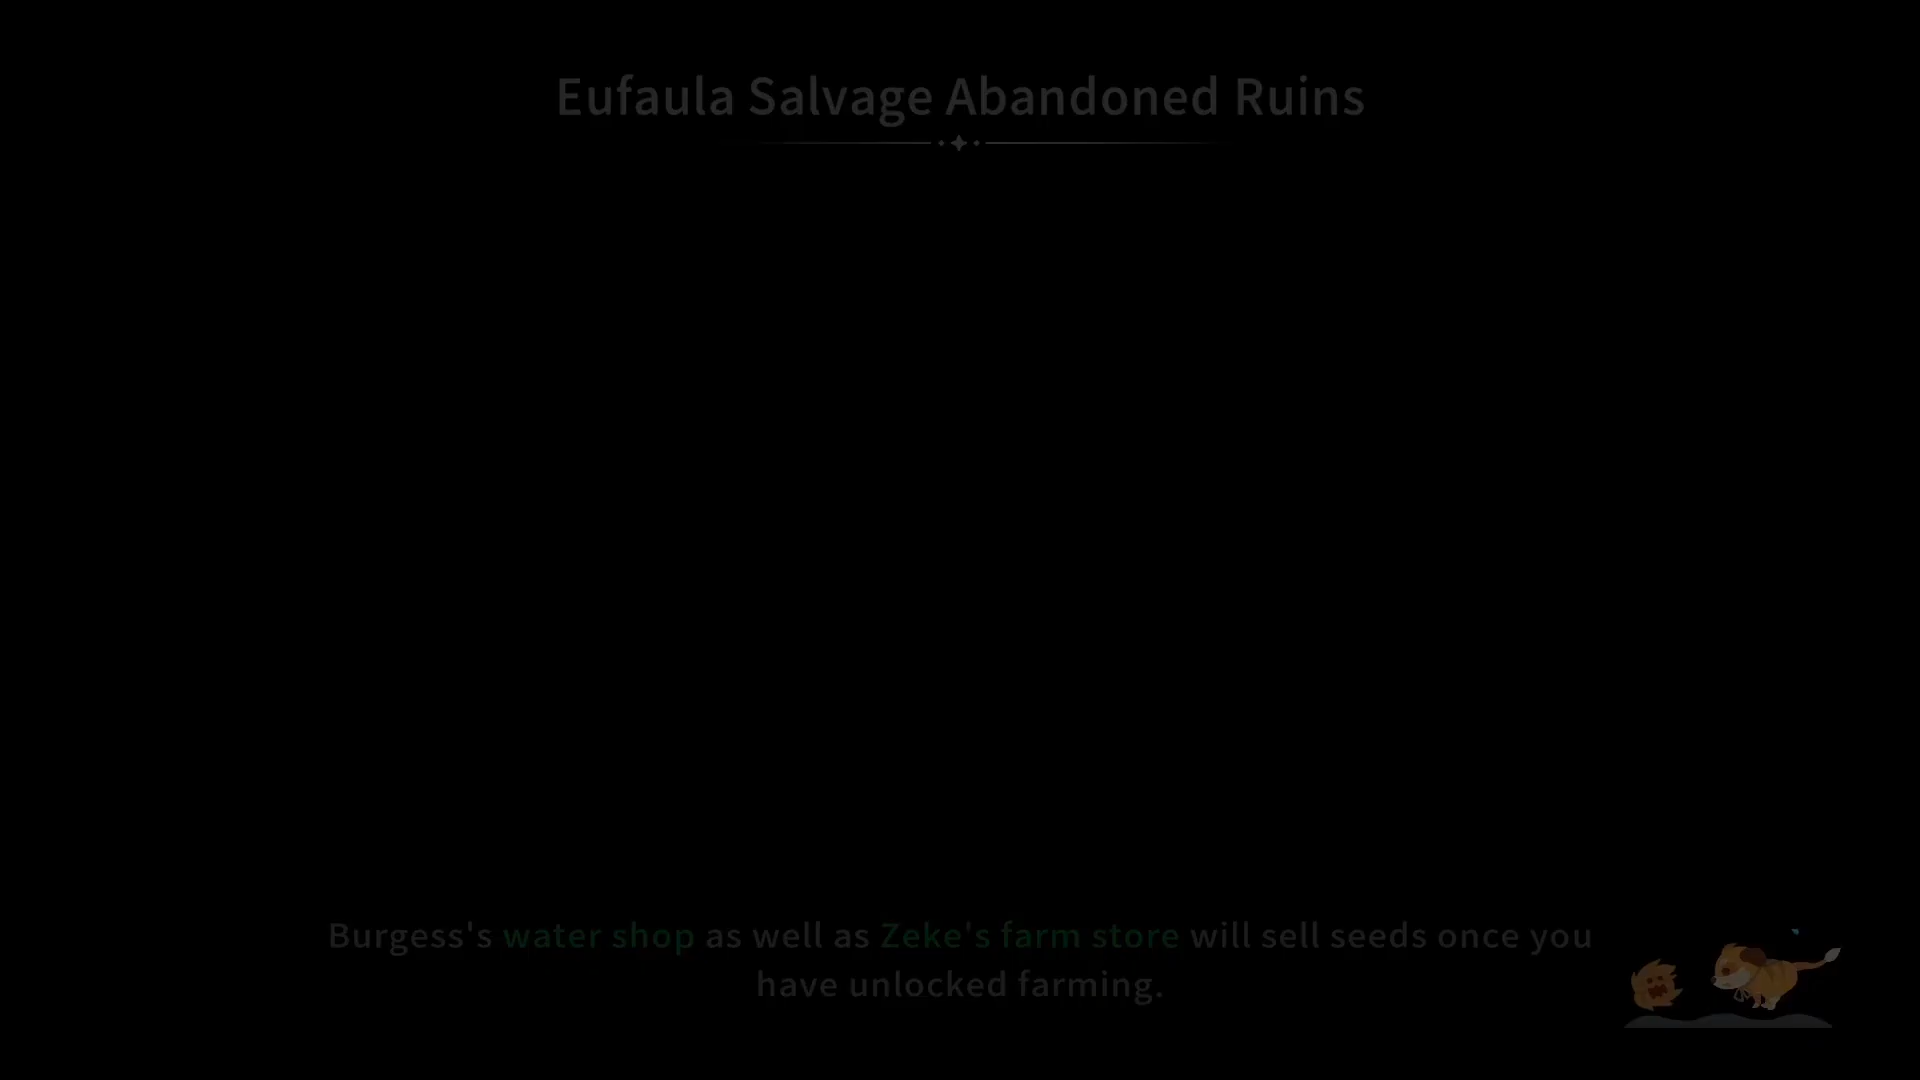 Eufaula Salvage Abandoned Ruins
Burgess's water shop as well as Zeke's farm store will sell seeds once you
have unlocked farming.